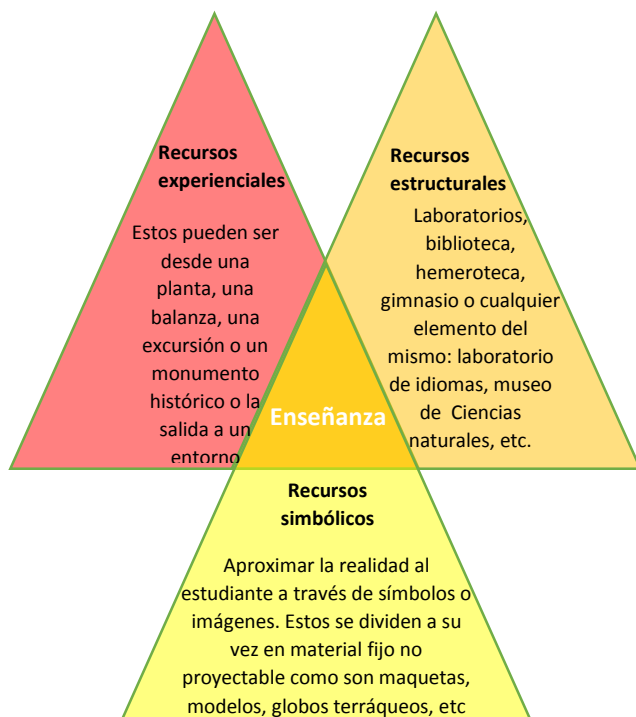 Recursos
experienciales
Estos pueden ser
desde una
planta, una
balanza, una
excursión o un
monumento
histórico o la
salida a un
entorno
Recursos
estructurales
Laboratorios,
biblioteca,
hemeroteca,
gimnasio o cualquier
elemento del
mismo: laboratorio
de idiomas, museo
de Ciencias
naturales, etc.
Enseñanza
Recursos
simbólicos
Aproximar la realidad al
estudiante a través de símbolos o
imágenes. Estos se dividen a su
vez en material fijo no
proyectable como son maquetas,
modelos, globos terráqueos, etc